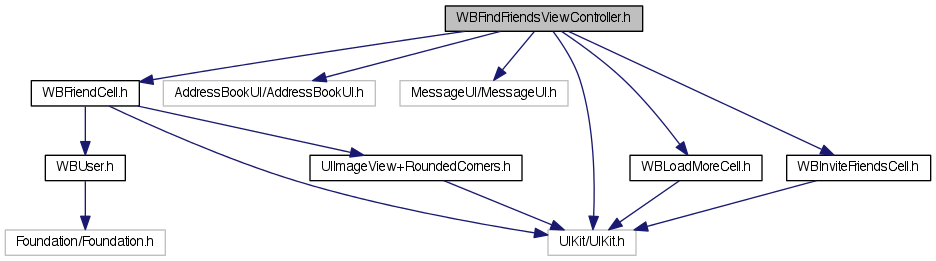 WBFindFriendsViewController.h
WBFriendCell.h
AddressBookUI/AddressBookUI.h
MessageUI/MessageUI.h
WBUser.h
UIImageView+RoundedCorners.h
WBLoadMoreCell.h
WBInviteFriendsCell.h
Foundation/Foundation.h
UIKit/UIKit.h